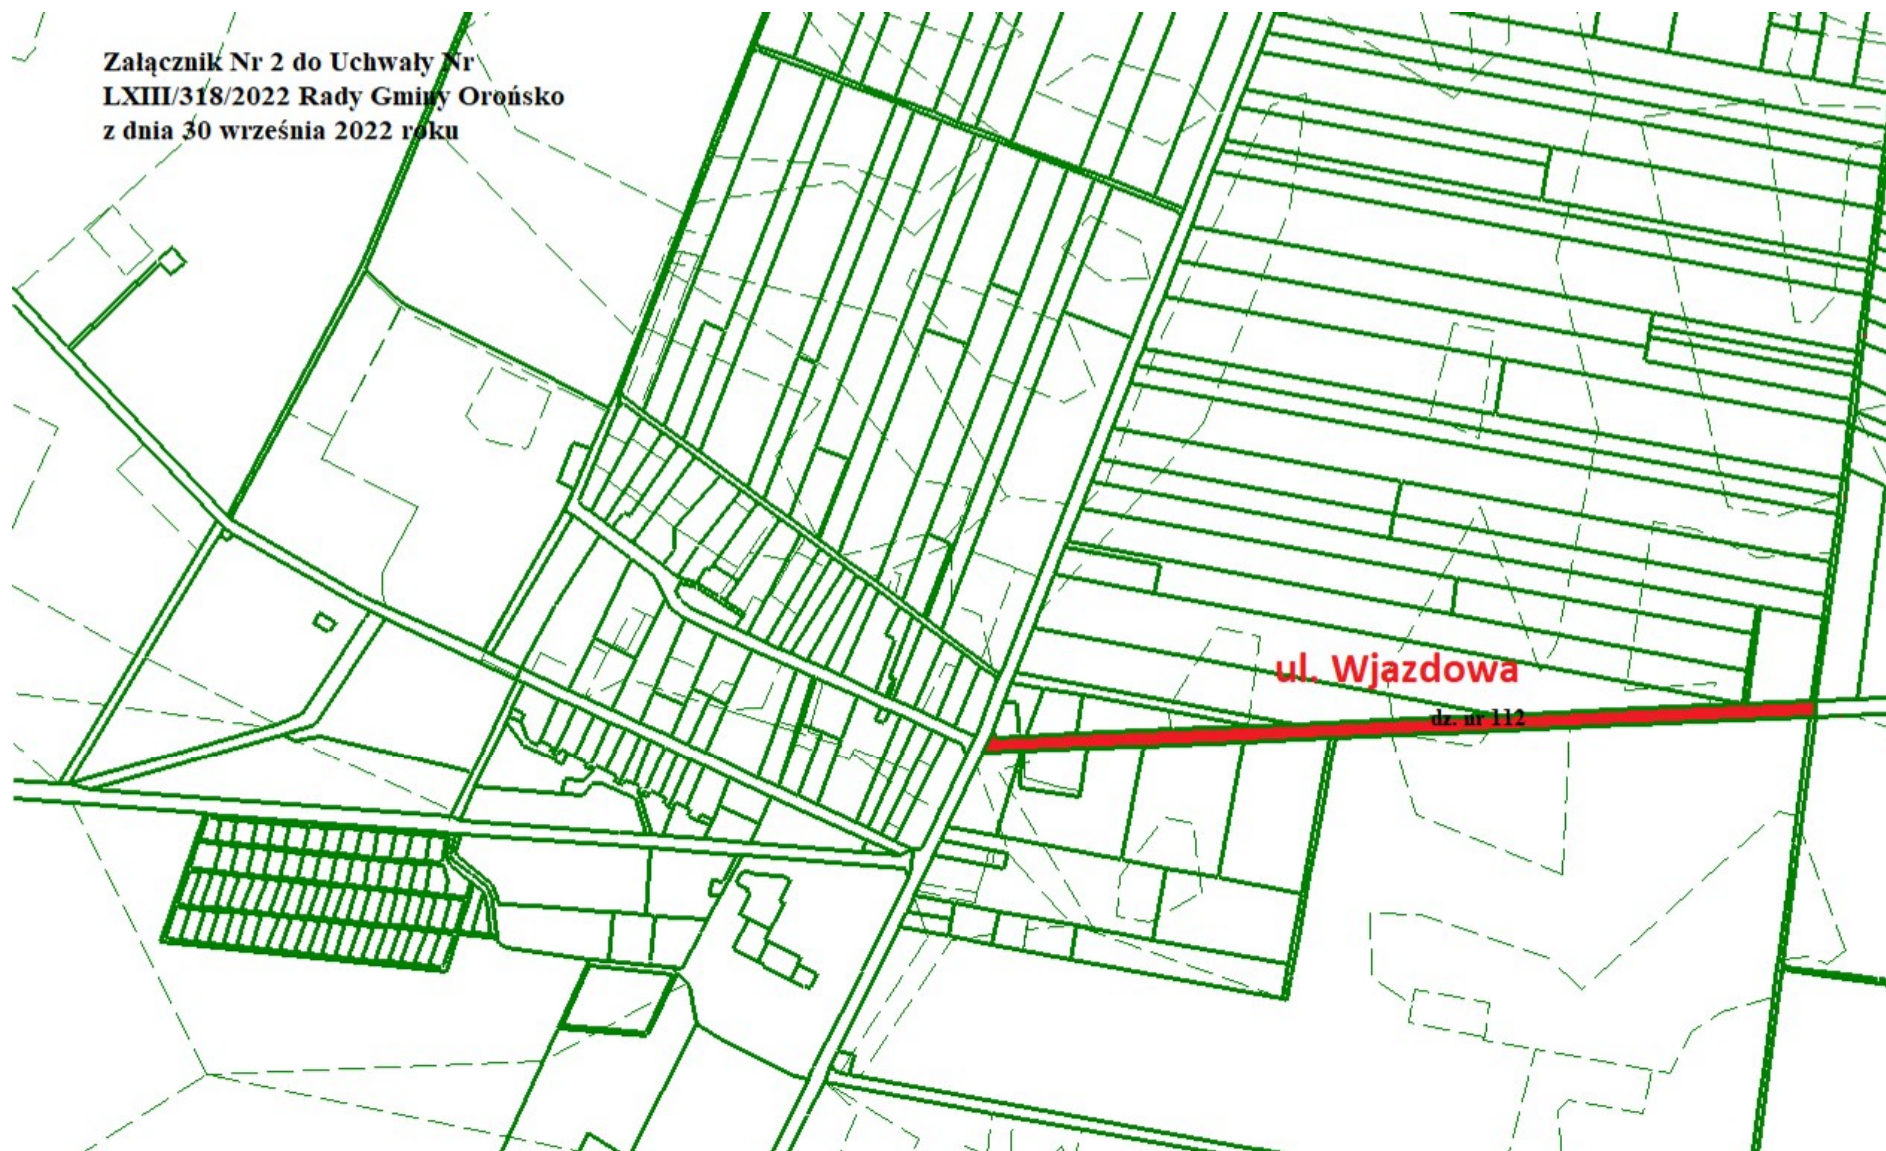 Załącznik Nr 2 do Uchwały Nr
LXIII/318/2022 Rady Gminy Orońsko
z dnia 30 września 2022 roku
ul. Wjazdowa
dz. nr 112